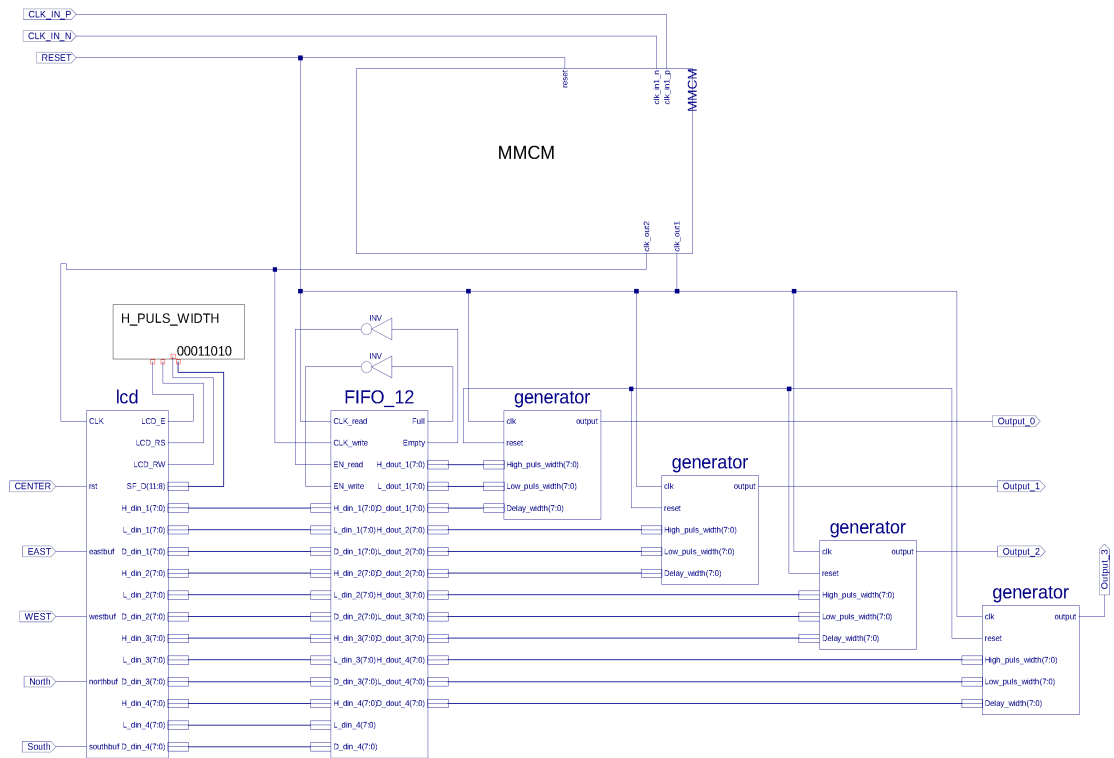 CLK_IN_P
CLK_IN_N
RESET
reset
clk_in1_n
clk_in1_p
MMCM
MMCM
clk_out2
clk_out1
H_PULS_WIDTH
00011010
INV
INV
lcd
CLK
LCD_E
LCD_RS
LCD_RW
CENTER
rst
SF_D(11:8)
H_din_1(7:0)
L_din_1(7:0)
EAST
eastbuf
D_din_1(7:0)
H_din_2(7:0)
L_din_2(7:0)
WEST
westbuf
D_din_2(7:0)
H_din_3(7:0)
L_din_3(7:0)
North
northbuf
D_din_3(7:0)
H_din_4(7:0)
L_din_4(7:0)
South
southbuf
D_din_4(7:0)
FIFO_12
CLK_read
Full
CLK_write
Empty
EN_read
H_dout_1(7:0)
EN_write
L_dout_1(7:0)
H_din_1(7:0)
D_dout_1(7:0)
L_din_1(7:0)
H_dout_2(7:0)
D_din_1(7:0)
L_dout_2(7:0)
H_din_2(7:0)
D_dout_2(7:0)
L_din_2(7:0)
H_dout_3(7:0)
D_din_2(7:0)
L_dout_3(7:0)
H_din_3(7:0)
D_dout_3(7:0)
L_din_3(7:0)
H_dout_4(7:0)
D_din_3(7:0)
L_dout_4(7:0)
H_din_4(7:0)
D_dout_4(7:0)
L_din_4(7:0)
D_din_4(7:0)
generator
clk
output
reset
High_puls_width(7:0)
Low_puls_width(7:0)
Delay_width(7:0)
Output_0
generator
clk
output
reset
High_puls_width(7:0)
Low_puls_width(7:0)
Delay_width(7:0)
Output_1
generator
clk
output
reset
High_puls_width(7:0)
Low_puls_width(7:0)
Delay_width(7:0)
Output_2
generator
clk
output
reset
High_puls_width(7:0)
Low_puls_width(7:0)
Delay_width(7:0)
Output_3